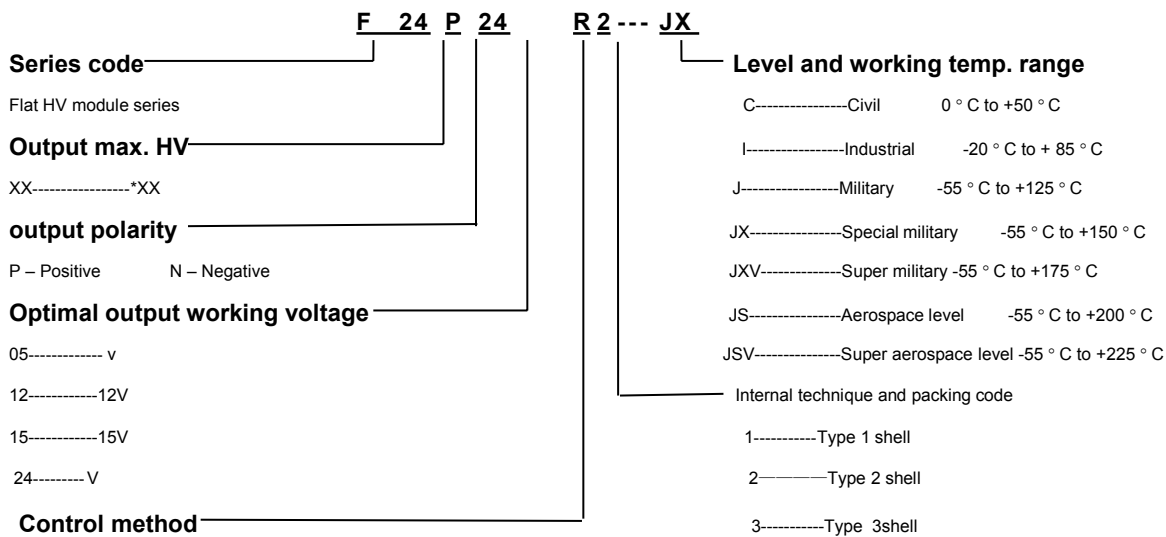 F 24 P 24 R 2 --- JX
Series code
Flat HV module series
Output max. HV
XX-----------------*XX
output polarity
P – Positive N – Negative
Optimal output working voltage
05------------- v
12------------12V
15------------15V
24--------- V
Control method
Level and working temp. range
C----------------Civil 0 ° C to +50 ° C
I-----------------Industrial -20 ° C to + 85 ° C
J-----------------Military -55 ° C to +125 ° C
JX----------------Special military -55 ° C to +150 ° C
JXV--------------Super military -55 ° C to +175 ° C
JS----------------Aerospace level -55 ° C to +200 ° C
JSV---------------Super aerospace level -55 ° C to +225 ° C
Internal technique and packing code
1-----------Type 1 shell
2————Type 2 shell
3-----------Type 3shell